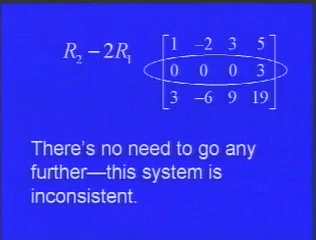 R₂ − 2R₁
1 −2 3 5
0 0 0 3
3 −6 9 19
There's no need to go any
further—this system is
inconsistent.